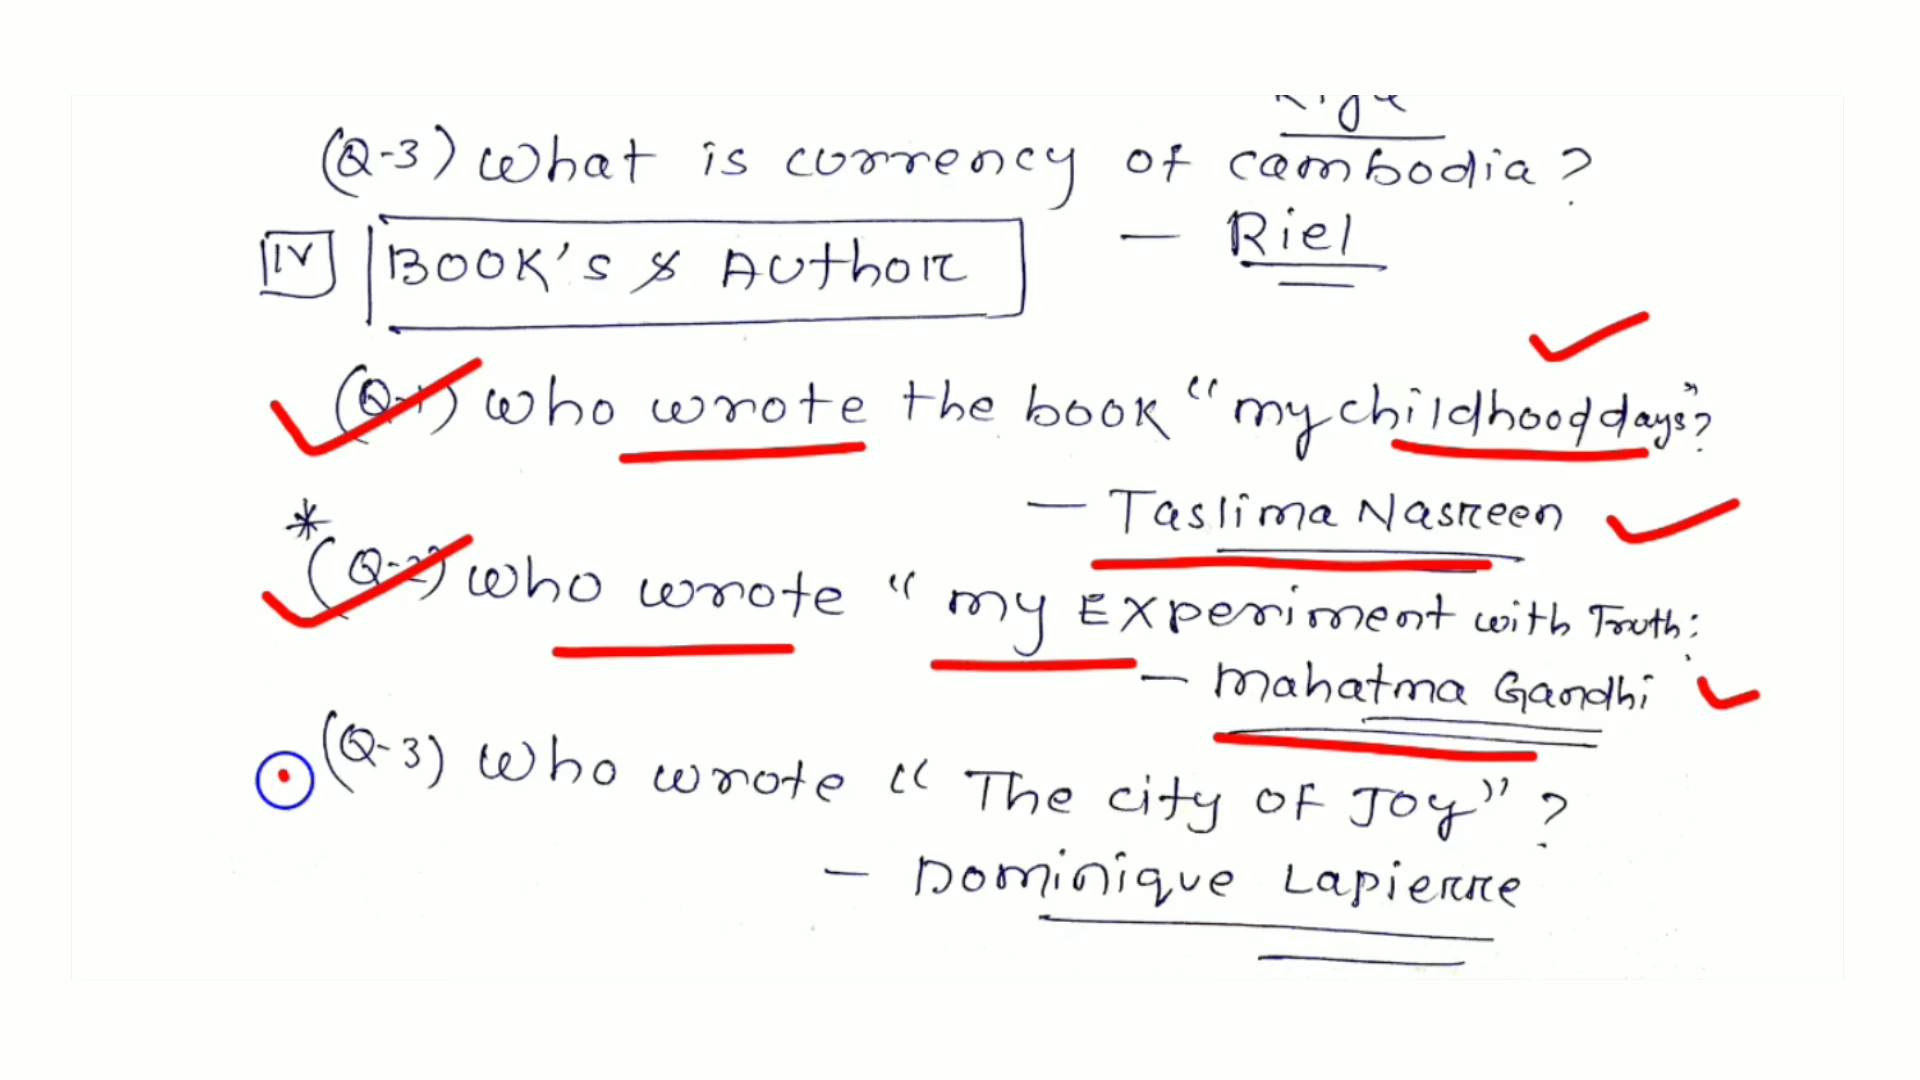 (Q-3) What is currency of Cambodia?
— Riel
IV BOOK's & Author
(Q-1) Who wrote the book "my childhood days"?
— Taslima Nasreen
*(Q-2) Who wrote "my Experiment with Truth:
— Mahatma Gandhi
(Q-3) Who wrote "The city of Joy"?
— Dominique Lapierre